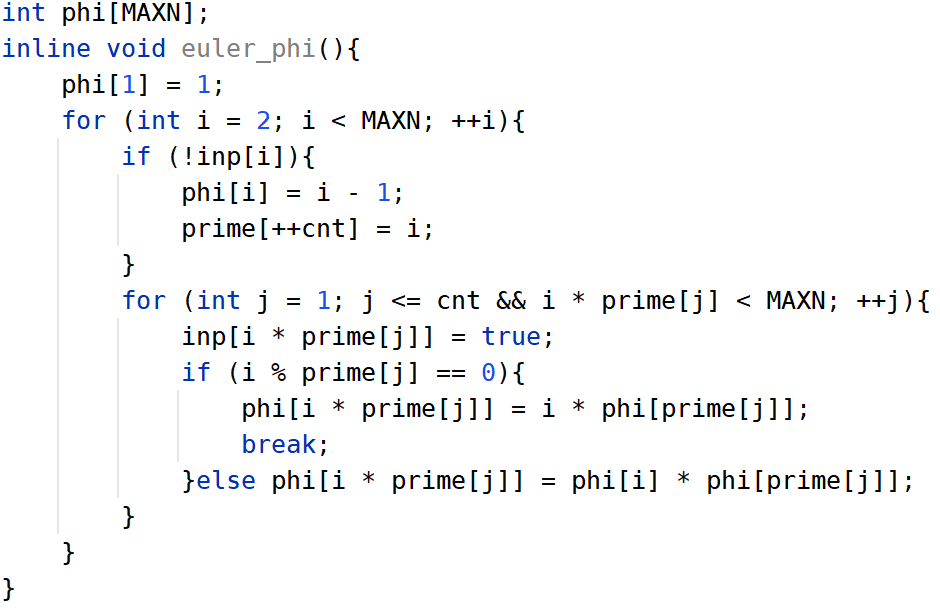 int phi[MAXN];
inline void euler_phi(){
    phi[1] = 1;
    for (int i = 2; i < MAXN; ++i){
        if (!inp[i]){
            phi[i] = i - 1;
            prime[++cnt] = i;
        }
        for (int j = 1; j <= cnt && i * prime[j] < MAXN; ++j){
            inp[i * prime[j]] = true;
            if (i % prime[j] == 0){
                phi[i * prime[j]] = i * phi[prime[j]];
                break;
            }else phi[i * prime[j]] = phi[i] * phi[prime[j]];
        }
    }
}